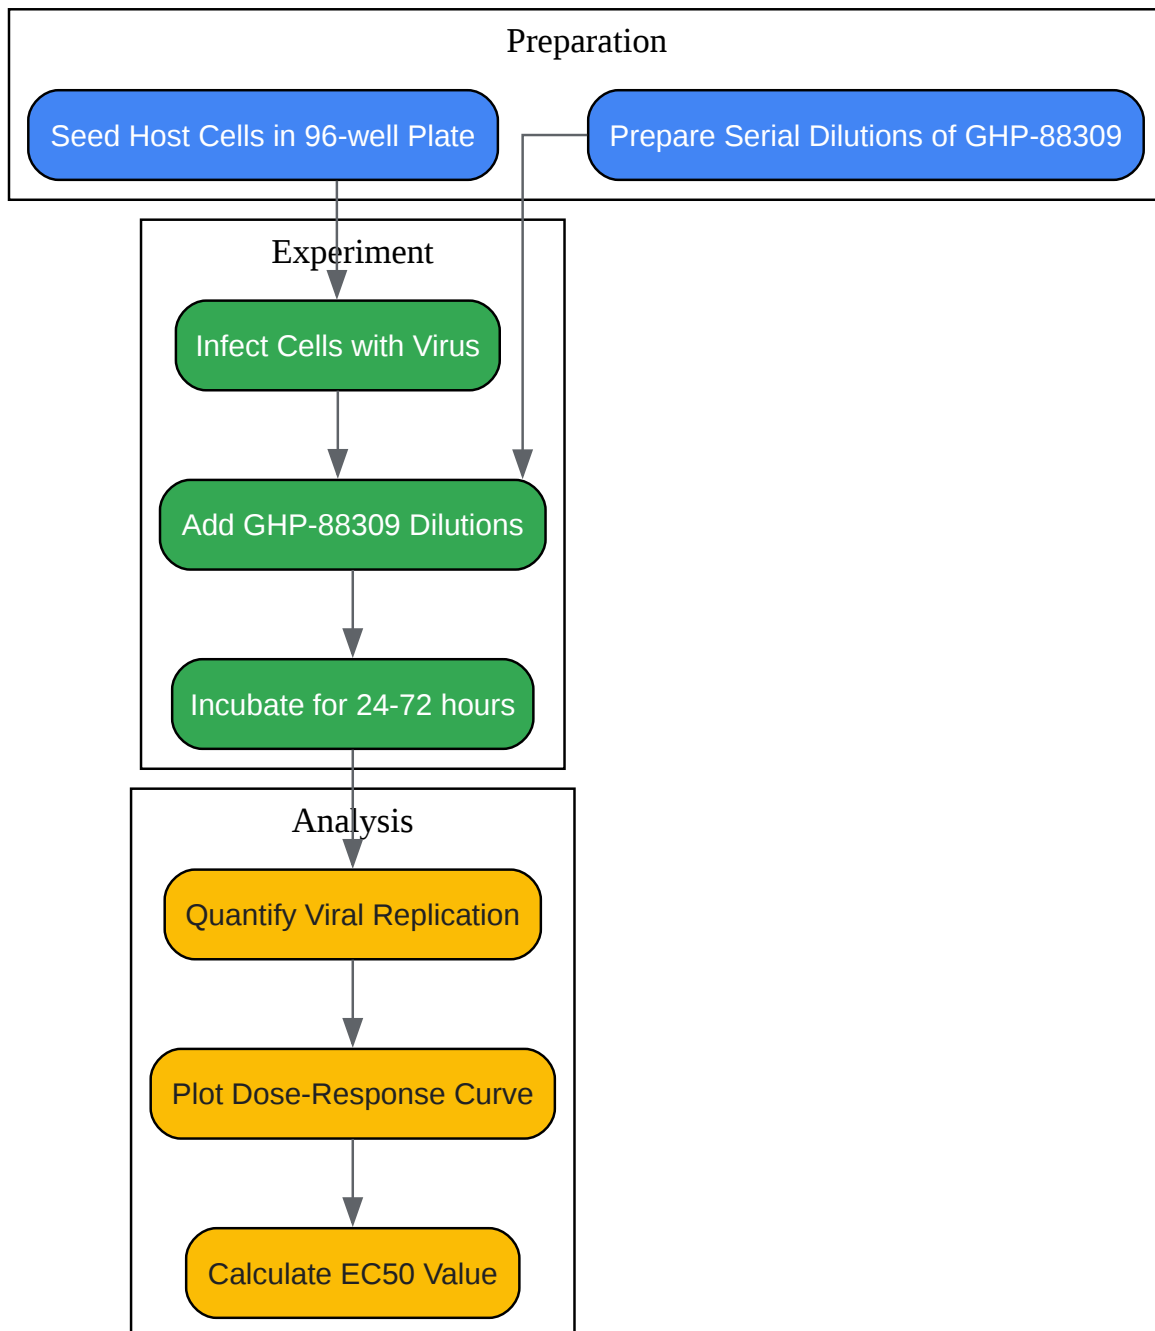 Preparation
Seed Host Cells in 96-well Plate
Prepare Serial Dilutions of GHP-88309
Experiment
Infect Cells with Virus
Add GHP-88309 Dilutions
Incubate for 24-72 hours
Analysis
Quantify Viral Replication
Plot Dose-Response Curve
Calculate EC50 Value